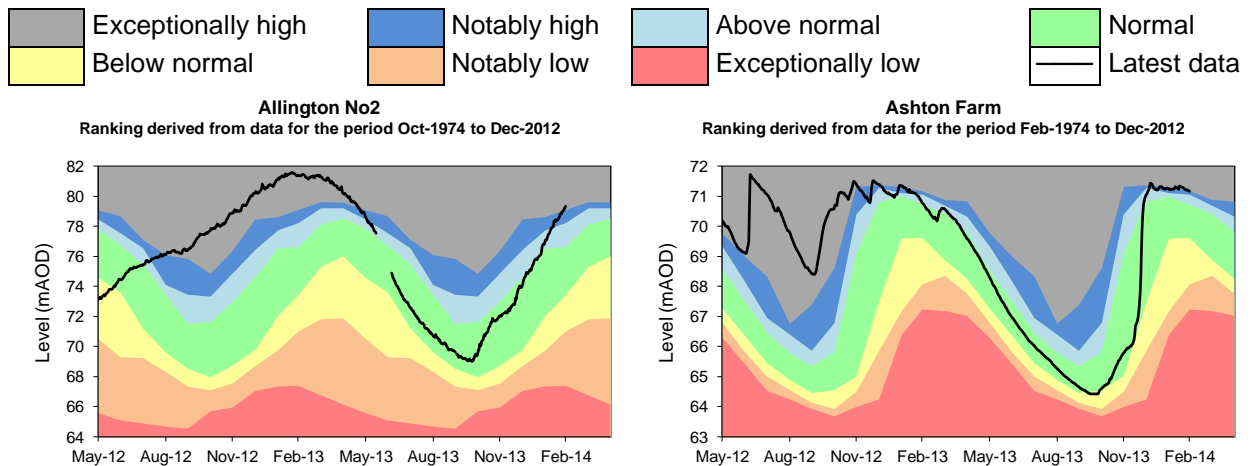 Exceptionally high Notably high Above normal Normal
Below normal Notably low Exceptionally low Latest data
Allington No2
Ranking derived from data for the period Oct-1974 to Dec-2012
Level (mAOD)
82
80
78
76
74
72
70
68
66
64
May-12 Aug-12 Nov-12 Feb-13 May-13 Aug-13 Nov-13 Feb-14
Ashton Farm
Ranking derived from data for the period Feb-1974 to Dec-2012
Level (mAOD)
72
71
70
69
68
67
66
65
64
63
May-12 Aug-12 Nov-12 Feb-13 May-13 Aug-13 Nov-13 Feb-14